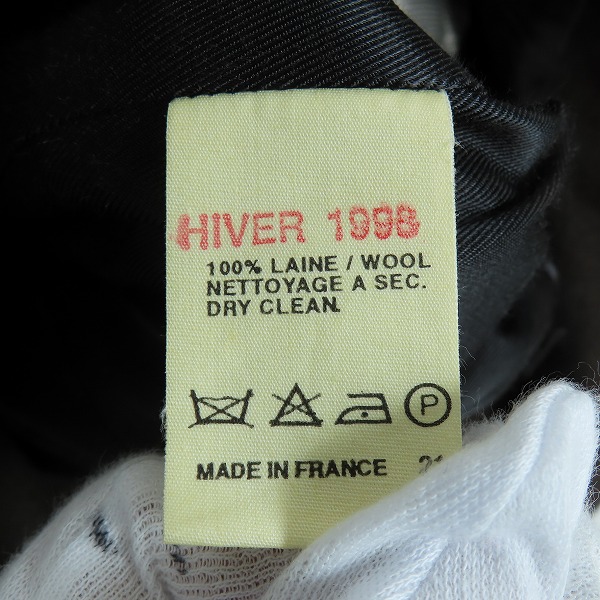 HIVER 1998
100% LAINE / WOOL
NETTOYAGE A SEC.
DRY CLEAN.
P
MADE IN FRANCE